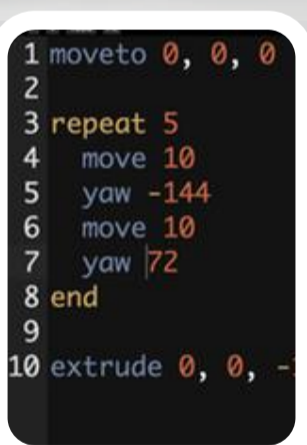 1 moveto 0, 0, 0
2
3 repeat 5
4 move 10
5 yaw -144
6 move 10
7 yaw 72
8 end
9
10 extrude 0, 0,